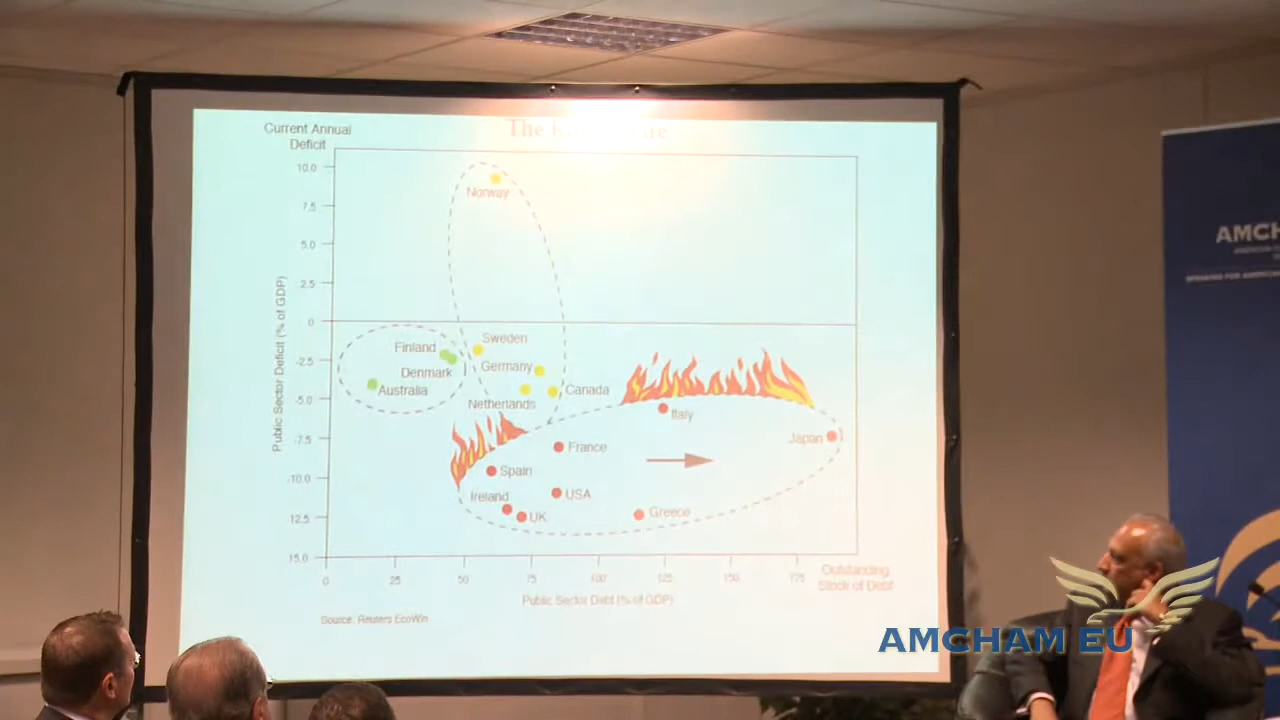 Current Annual
Deficit
The
10.0
Norway
7.5
5.0
2.5
0
Public Sector Deficit (% of GDP)
Sweden
Finland
-2.5
Germany
Denmark
Australia
Canada
-5.0
Netherlands
Italy
-7.5
Japan
France
Spain
-10.0
Ireland
USA
UK
Greece
12.5
15.0
0
25
50
75
100
125
150
175
Outstanding
Stock of Debt
Public Sector Debt (% of GDP)
Source: Reuters EcoWin
AMCH
AMCHAM EU